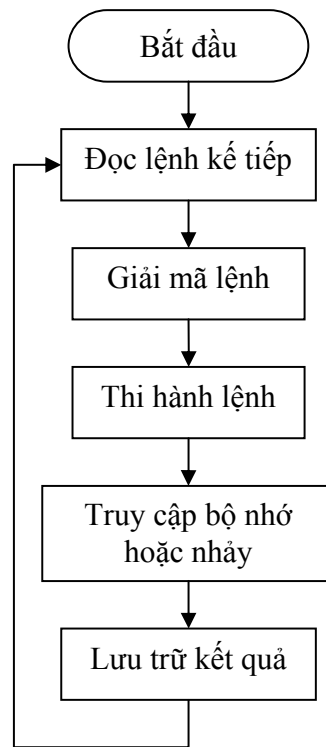 Bắt đầu
Đọc lệnh kế tiếp
Giải mã lệnh
Thi hành lệnh
Truy cập bộ nhớ
hoặc nhảy
Lưu trữ kết quả